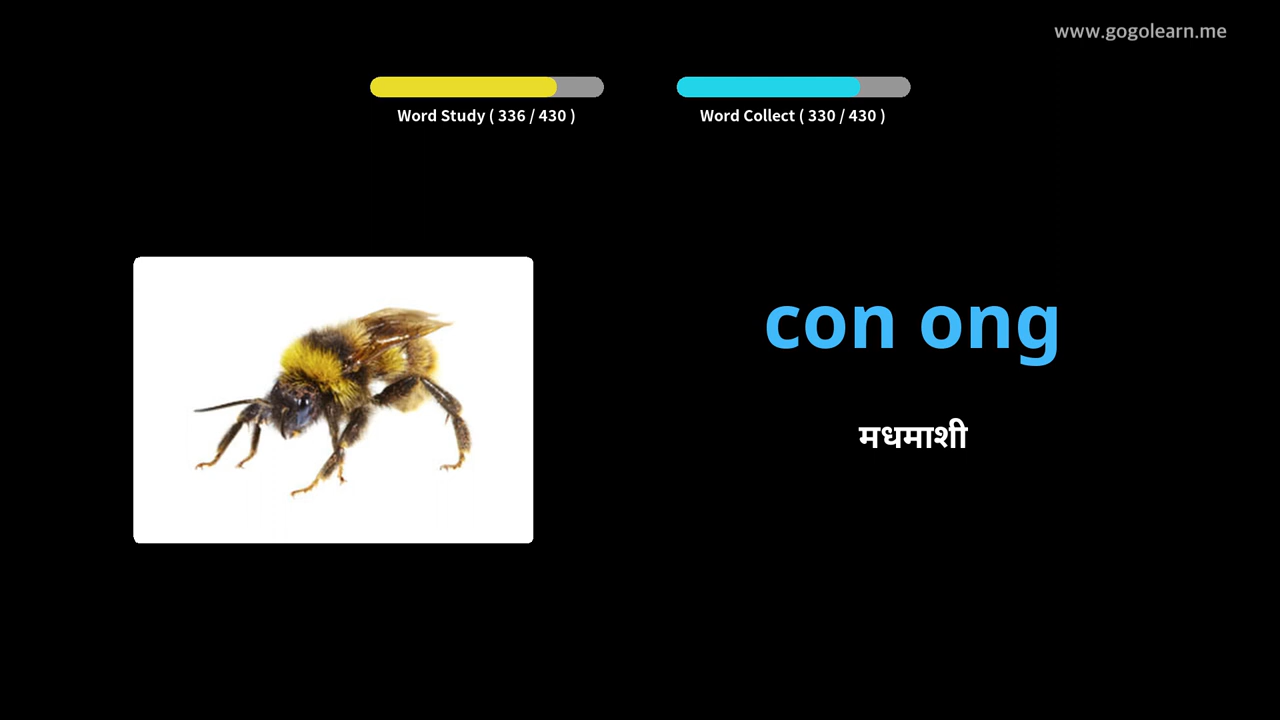 www.gogolearn.me
Word Study ( 336 / 430 )
Word Collect ( 330 / 430 )
con ong
मधमाशी